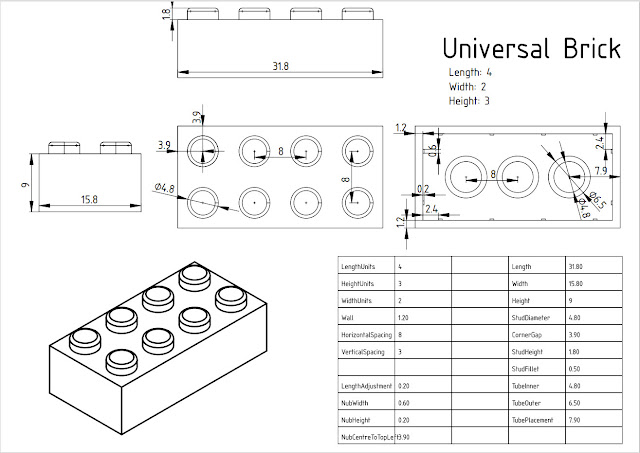 Universal Brick
Length: 4
Width: 2
Height: 3
1.8
31.8
9
15.8
3.9
3.9
8
8
Ø4.8
1.2
0.6
2.4
8
7.9
0.2
2.4
1.2
Ø6.5
Ø4.8
LengthUnits 4 Length 31.80
HeightUnits 3 Width 15.80
WidthUnits 2 Height 9
Wall 1.20 StudDiameter 4.80
HorizontalSpacing 8 CornerGap 3.90
VerticalSpacing 3 StudHeight 1.80
StudFillet 0.50
LengthAdjustment 0.20 TubeInner 4.80
NubWidth 0.60 TubeOuter 6.50
NubHeight 0.20 TubePlacement 7.90
NubCentreToTopLeft 3.90